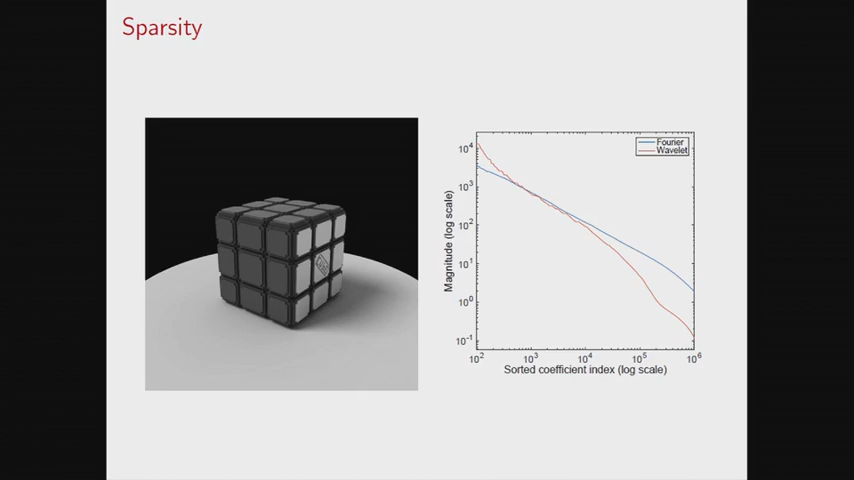 Sparsity
Fourier
Wavelet
10^4
10^3
10^2
10^1
10^0
10^-1
Magnitude (log scale)
10^2 10^3 10^4 10^5 10^6
Sorted coefficient index (log scale)